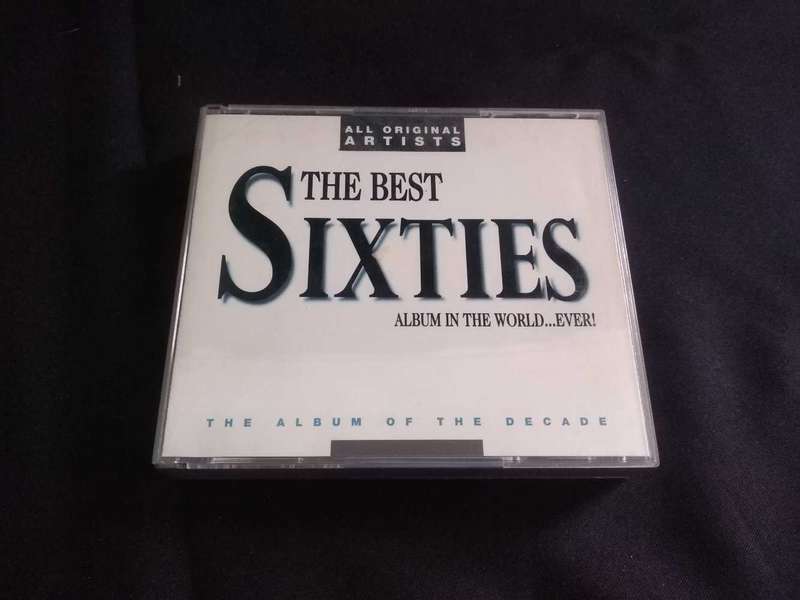 ALL ORIGINAL
ARTISTS
THE BEST
SIXTIES
ALBUM IN THE WORLD...EVER!
THE ALBUM OF THE DECADE